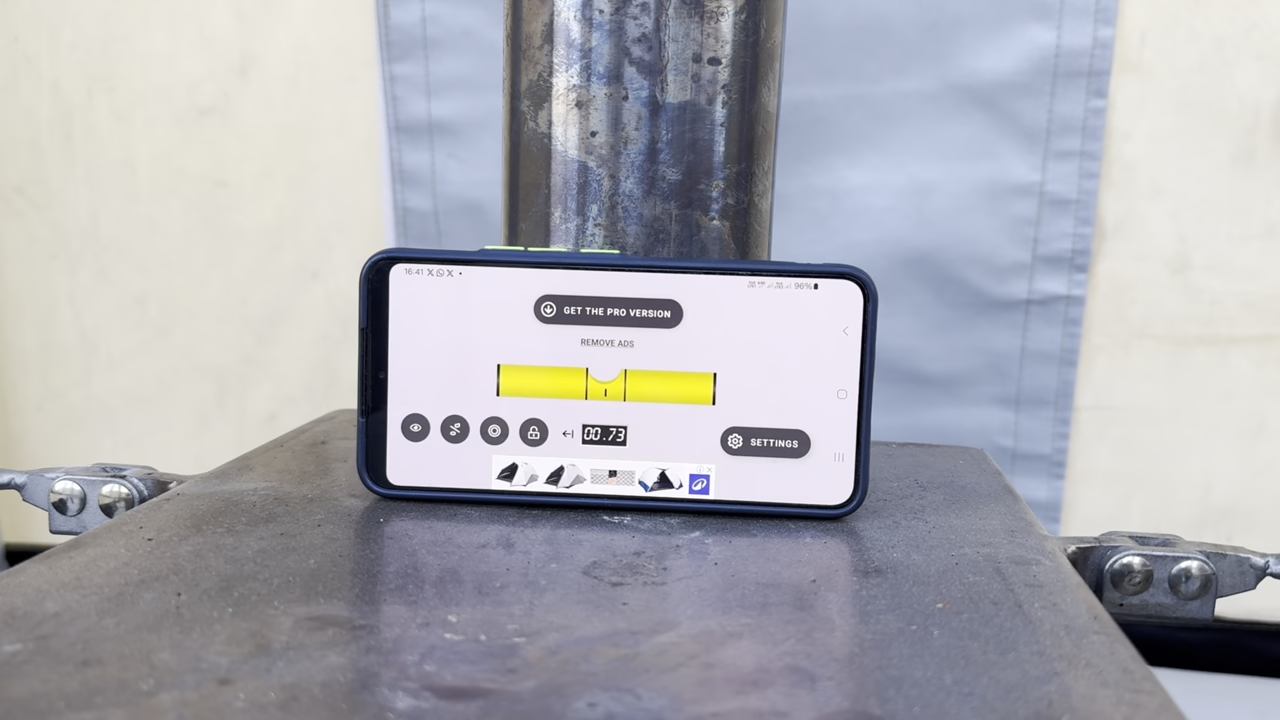 16:41
96%
GET THE PRO VERSION
REMOVE ADS
00.73
SETTINGS